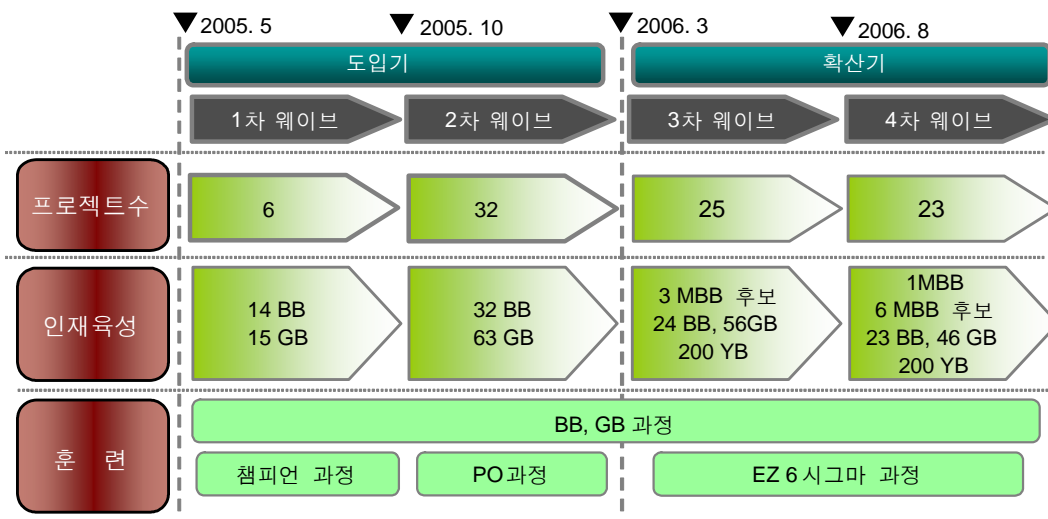 ▼ 2005. 5
▼ 2005. 10
▼ 2006. 3
▼ 2006. 8
도입기
확산기
1차 웨이브
2차 웨이브
3차 웨이브
4차 웨이브
프로젝트수
6
32
25
23
인재육성
14 BB
15 GB
32 BB
63 GB
3 MBB 후보
24 BB, 56GB
200 YB
1MBB
6 MBB 후보
23 BB, 46 GB
200 YB
훈 련
BB, GB 과정
챔피언 과정
PO과정
EZ 6시그마 과정